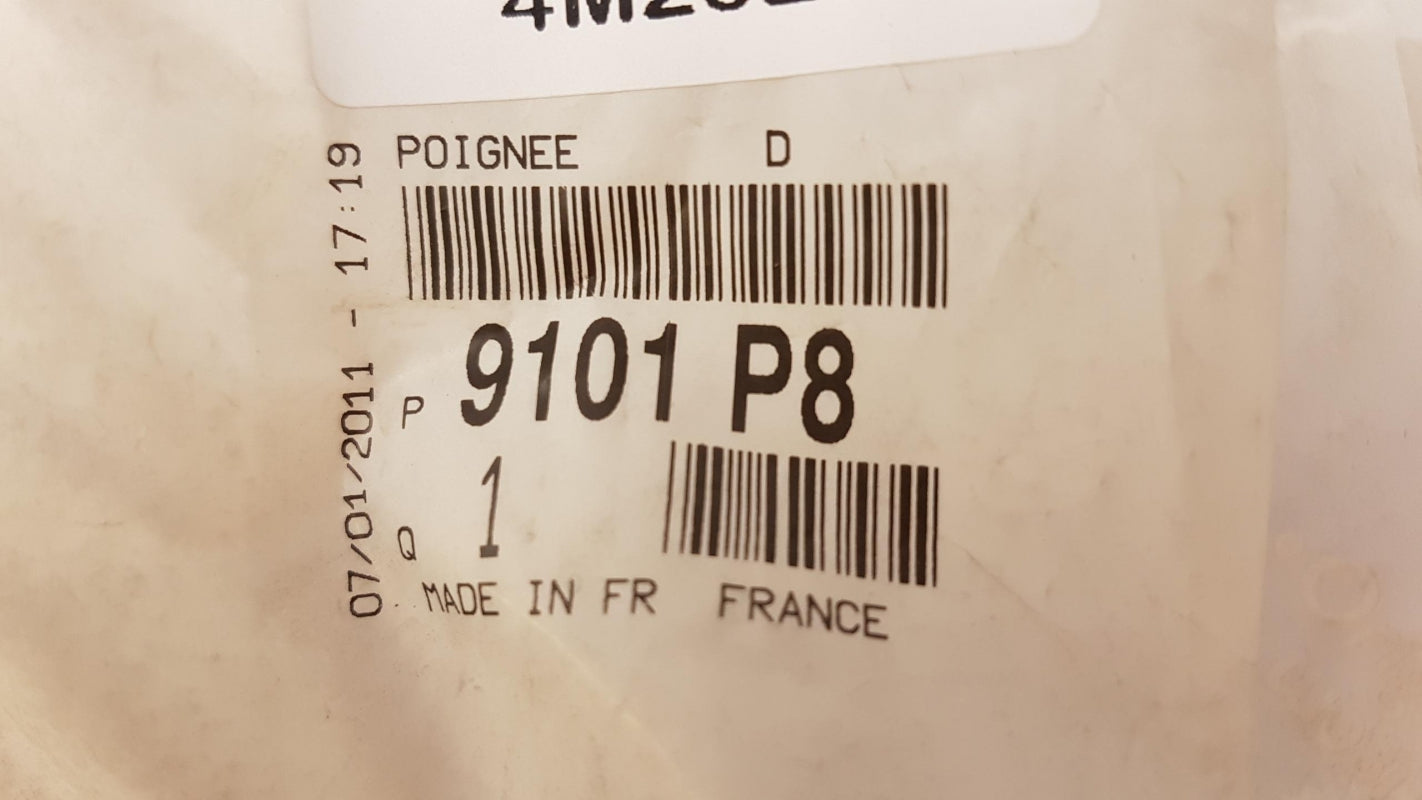 POIGNEE D
P 9101 P8
Q 1
MADE IN FR FRANCE
07/01/2011 - 17:19